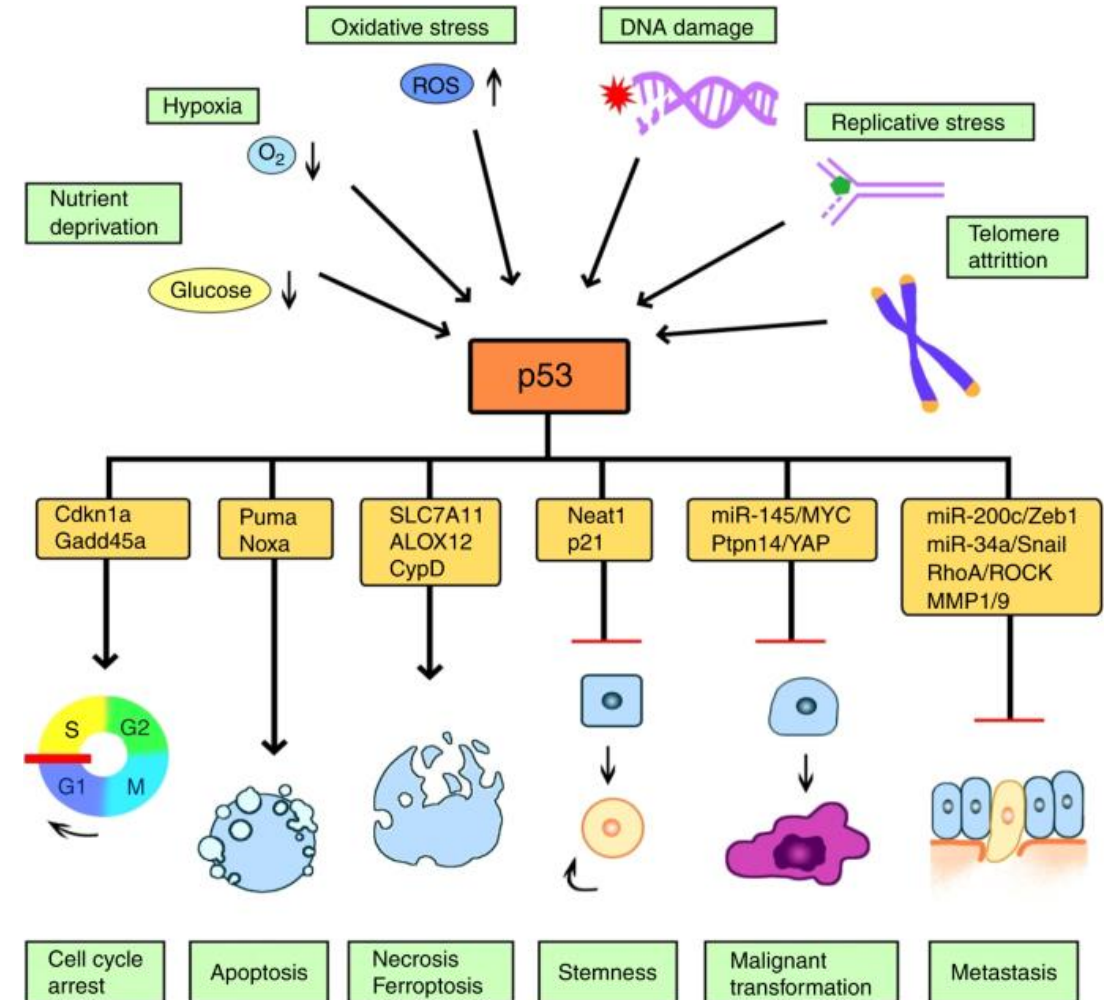 Oxidative stress
DNA damage
ROS
Hypoxia
O₂
Replicative stress
Nutrient
deprivation
Telomere
attrittion
Glucose
p53
Cdkn1a
Gadd45a
Puma
Noxa
SLC7A11
ALOX12
CypD
Neat1
p21
miR-145/MYC
Ptpn14/YAP
miR-200c/Zeb1
miR-34a/Snail
RhoA/ROCK
MMP1/9
S
G2
G1
M
Cell cycle
arrest
Apoptosis
Necrosis
Ferroptosis
Stemness
Malignant
transformation
Metastasis